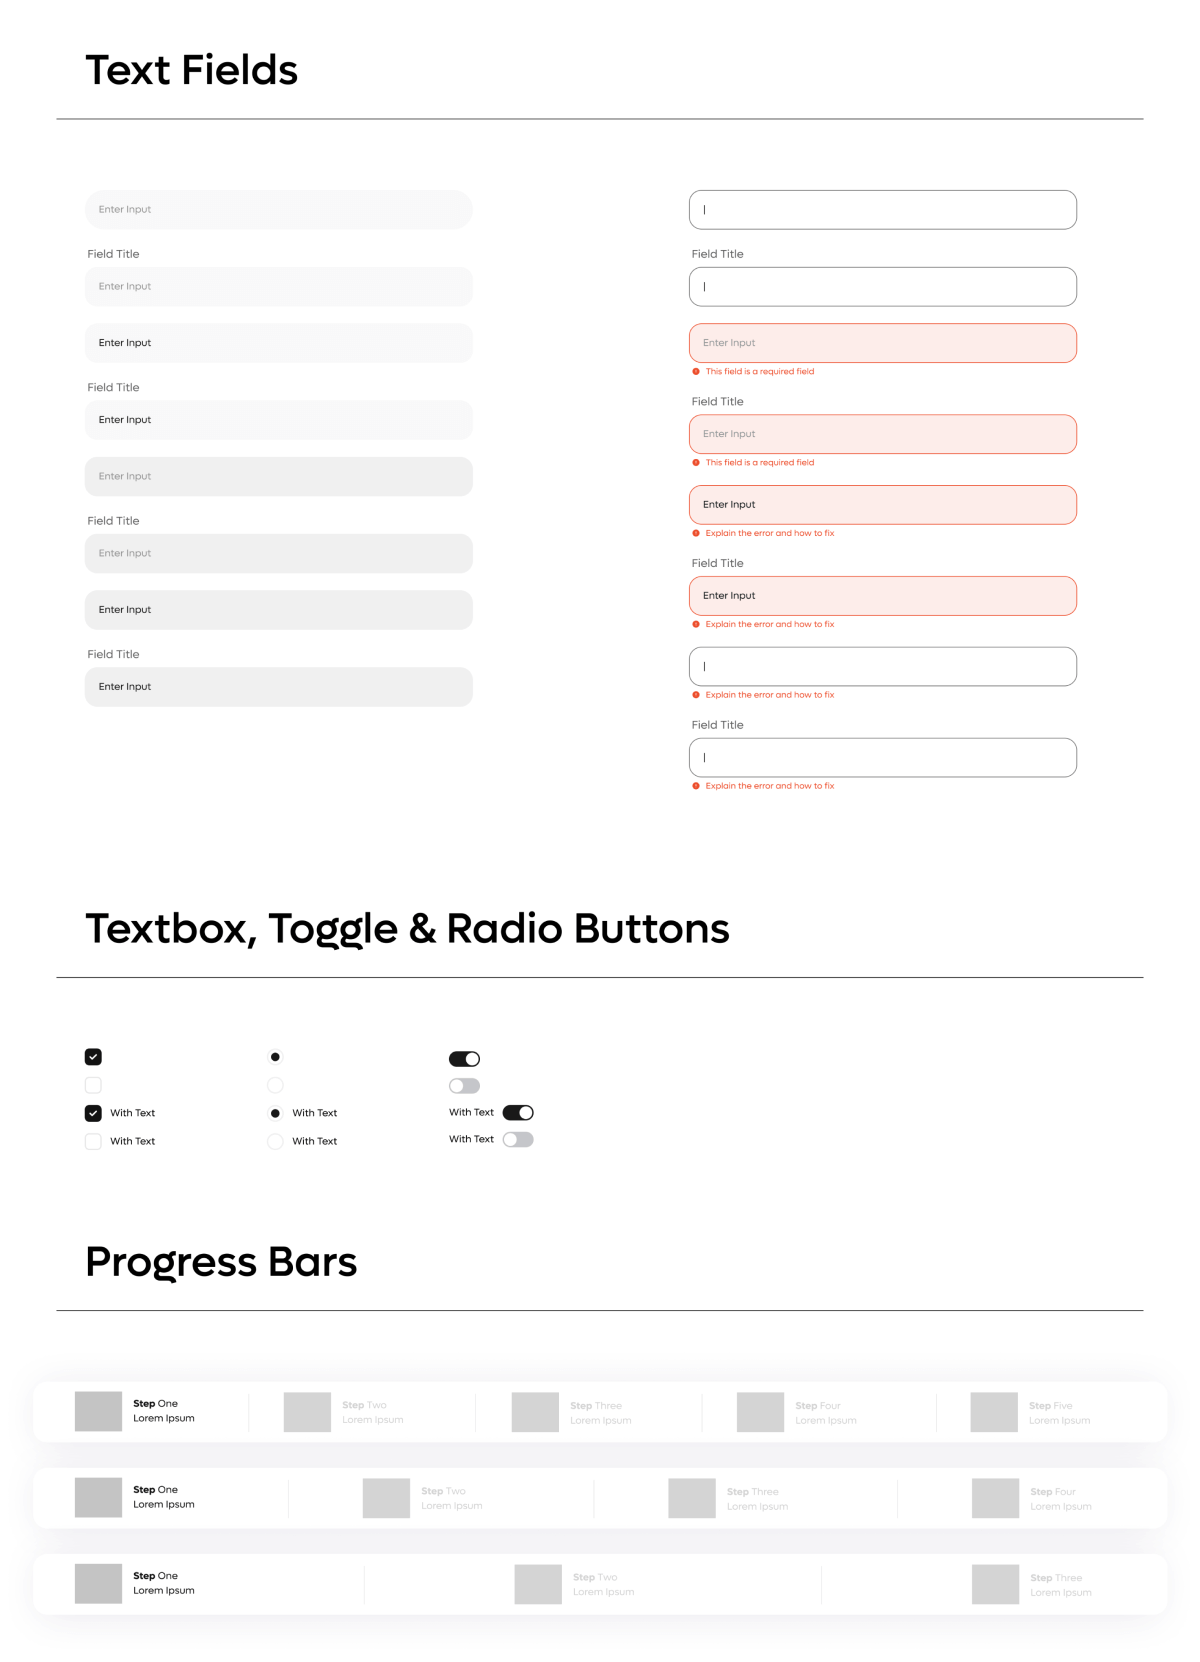 Text Fields
Enter Input
Field Title
Enter Input
Enter Input
Field Title
Enter Input
Enter Input
Field Title
Enter Input
Enter Input
Field Title
Enter Input
Field Title
Enter Input
This field is a required field
Field Title
Enter Input
This field is a required field
Enter Input
Explain the error and how to fix
Field Title
Enter Input
Explain the error and how to fix
Explain the error and how to fix
Field Title
Explain the error and how to fix
Textbox, Toggle & Radio Buttons
With Text
With Text
With Text
With Text
With Text
With Text
Progress Bars
Step One
Lorem Ipsum
Step Two
Lorem Ipsum
Step Three
Lorem Ipsum
Step Four
Lorem Ipsum
Step Five
Lorem Ipsum
Step One
Lorem Ipsum
Step Two
Lorem Ipsum
Step Three
Lorem Ipsum
Step Four
Lorem Ipsum
Step One
Lorem Ipsum
Step Two
Lorem Ipsum
Step Three
Lorem Ipsum